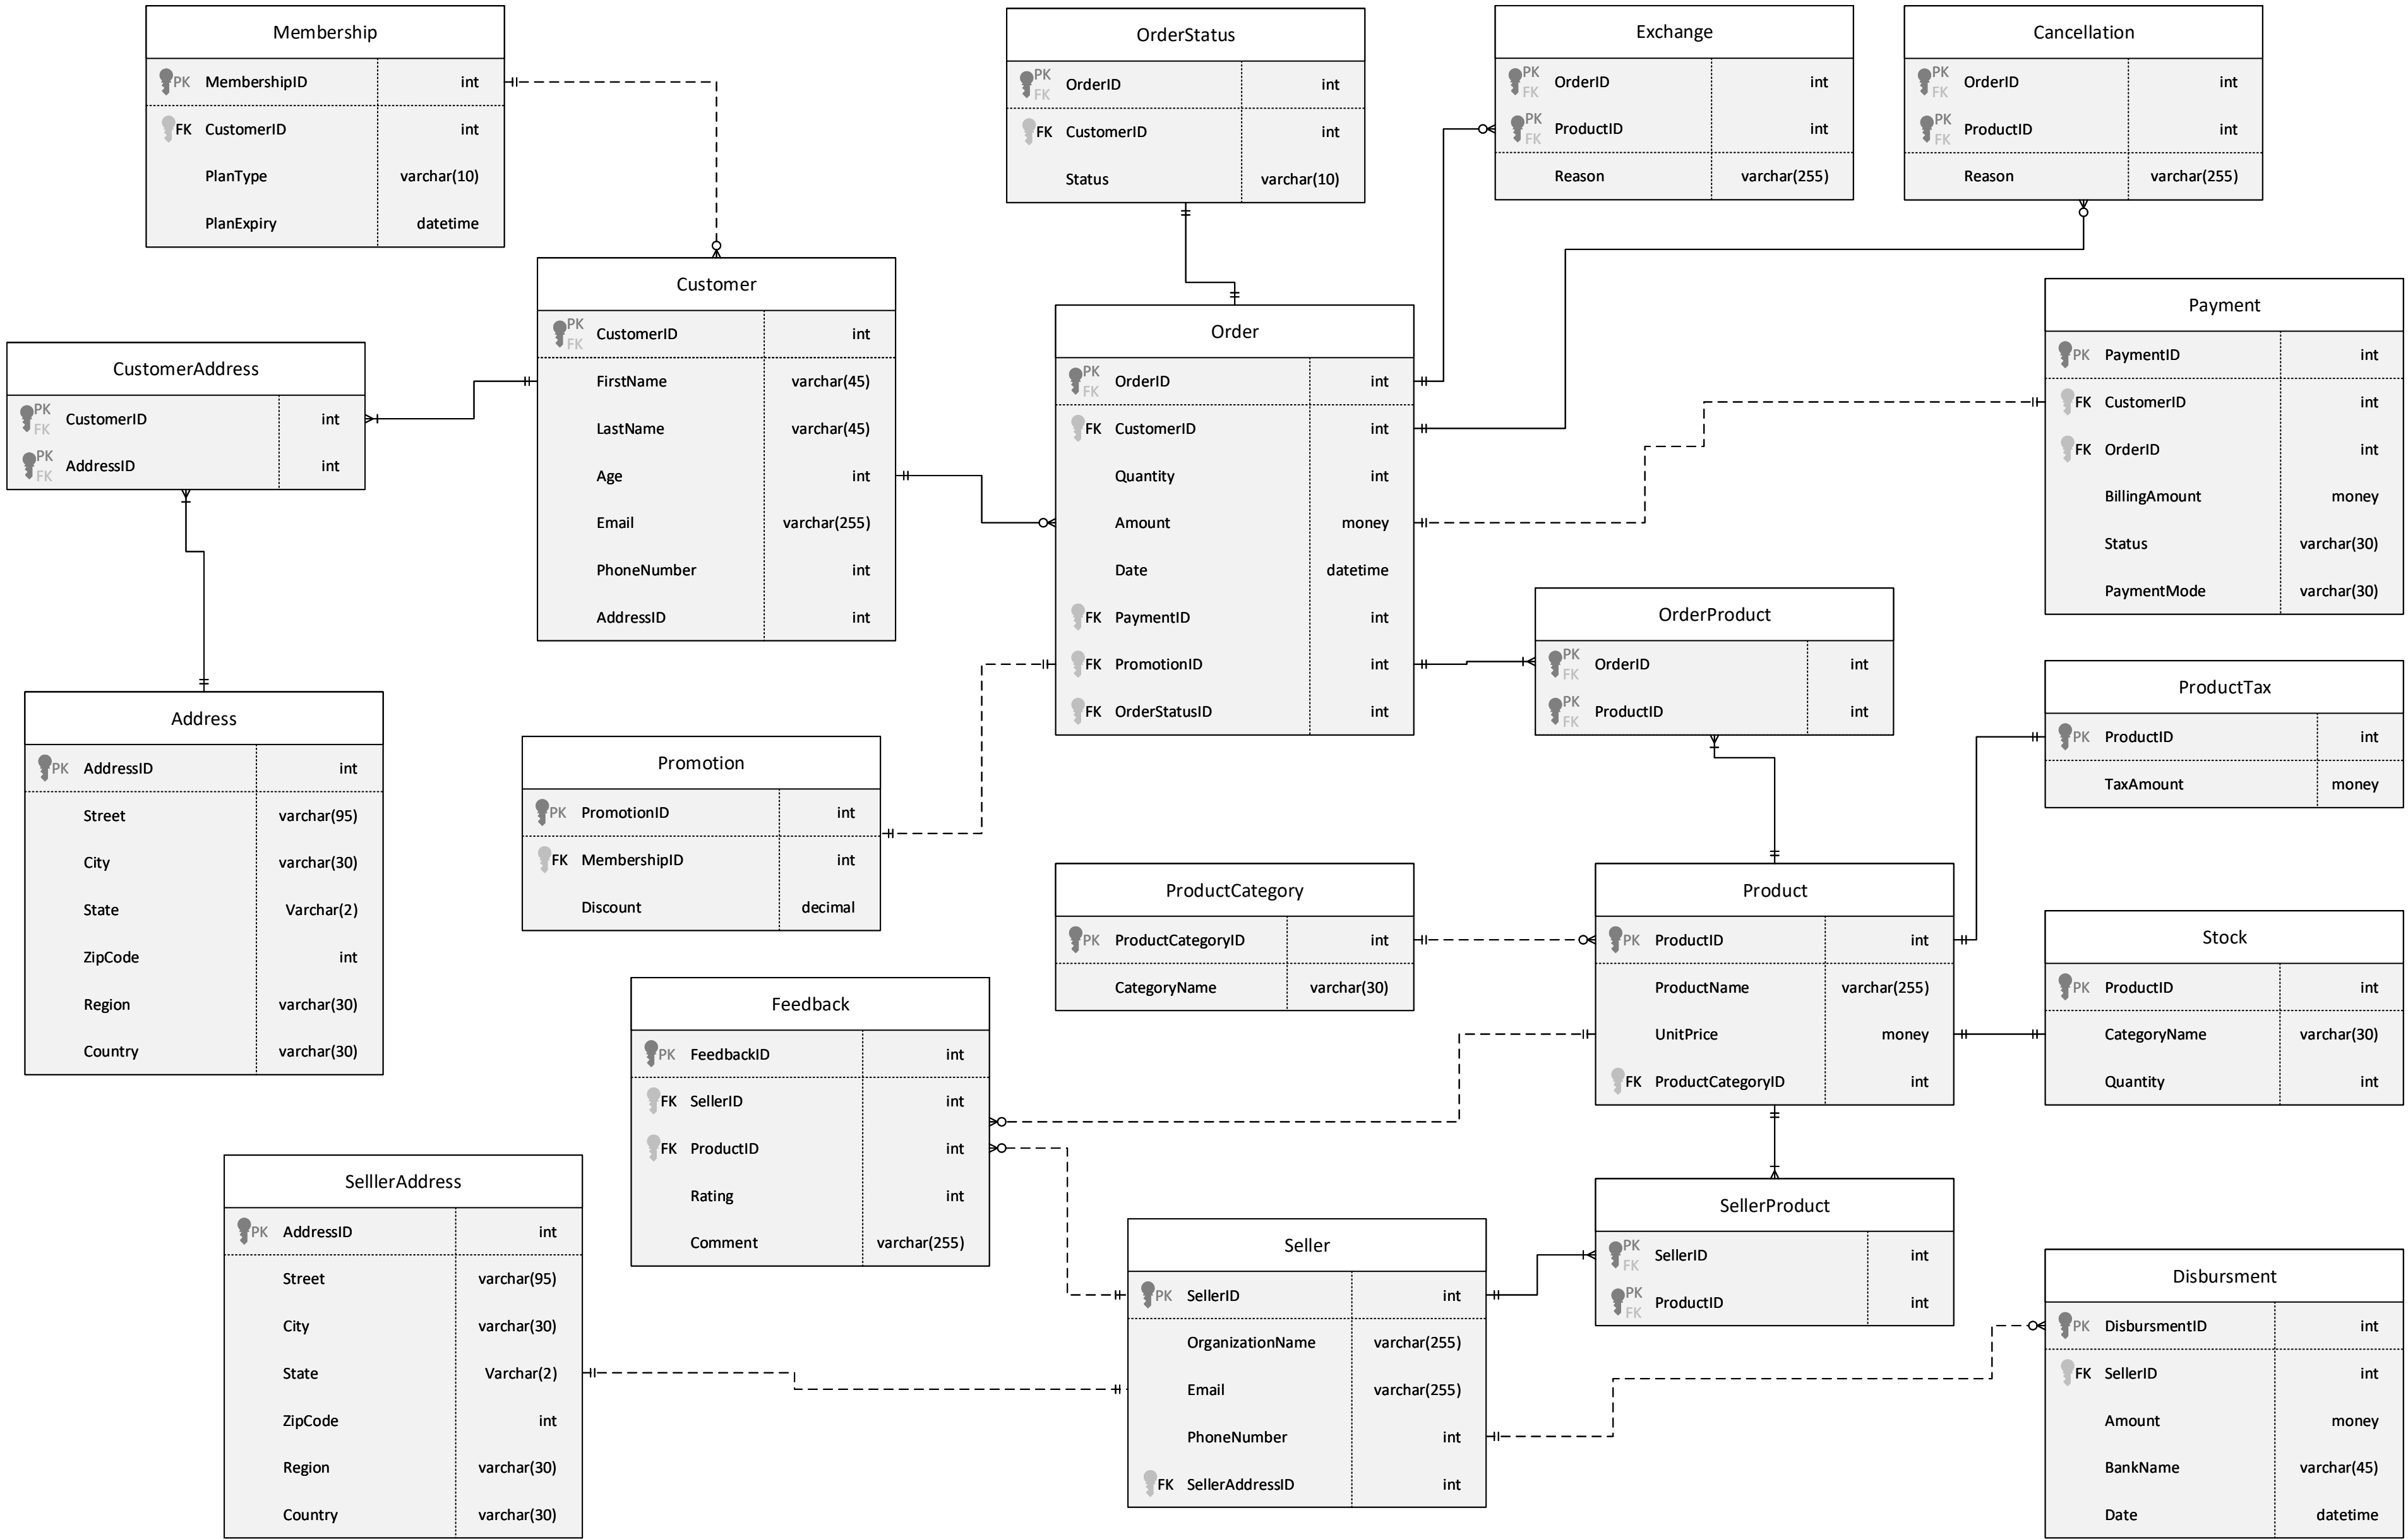 Membership
PK MembershipID int
FK CustomerID int
PlanType varchar(10)
PlanExpiry datetime
OrderStatus
PK FK OrderID int
FK CustomerID int
Status varchar(10)
Exchange
PK FK OrderID int
PK FK ProductID int
Reason varchar(255)
Cancellation
PK FK OrderID int
PK FK ProductID int
Reason varchar(255)
Customer
PK FK CustomerID int
FirstName varchar(45)
LastName varchar(45)
Age int
Email varchar(255)
PhoneNumber int
AddressID int
CustomerAddress
PK FK CustomerID int
PK FK AddressID int
Order
PK FK OrderID int
FK CustomerID int
Quantity int
Amount money
Date datetime
FK PaymentID int
FK PromotionID int
FK OrderStatusID int
Payment
PK PaymentID int
FK CustomerID int
FK OrderID int
BillingAmount money
Status varchar(30)
PaymentMode varchar(30)
OrderProduct
PK FK OrderID int
PK FK ProductID int
ProductTax
PK ProductID int
TaxAmount money
Address
PK AddressID int
Street varchar(95)
City varchar(30)
State Varchar(2)
ZipCode int
Region varchar(30)
Country varchar(30)
Promotion
PK PromotionID int
FK MembershipID int
Discount decimal
ProductCategory
PK ProductCategoryID int
CategoryName varchar(30)
Product
PK ProductID int
ProductName varchar(255)
UnitPrice money
FK ProductCategoryID int
Stock
PK ProductID int
CategoryName varchar(30)
Quantity int
Feedback
PK FeedbackID int
FK SellerID int
FK ProductID int
Rating int
Comment varchar(255)
SelllerAddress
PK AddressID int
Street varchar(95)
City varchar(30)
State Varchar(2)
ZipCode int
Region varchar(30)
Country varchar(30)
Seller
PK SellerID int
OrganizationName varchar(255)
Email varchar(255)
PhoneNumber int
FK SellerAddressID int
SellerProduct
PK FK SellerID int
PK FK ProductID int
Disbursment
PK DisbursmentID int
FK SellerID int
Amount money
BankName varchar(45)
Date datetime